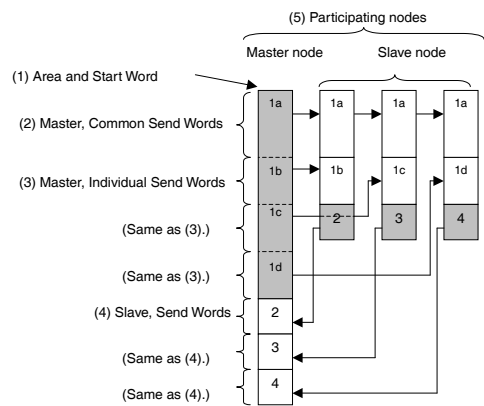 (5) Participating nodes
Master node
Slave node
(1) Area and Start Word
1a
1a
1a
1a
(2) Master, Common Send Words
1b
1b
1c
1d
(3) Master, Individual Send Words
1c
2
3
4
(Same as (3).)
1d
(Same as (3).)
(4) Slave, Send Words
2
3
(Same as (4).)
4
(Same as (4).)